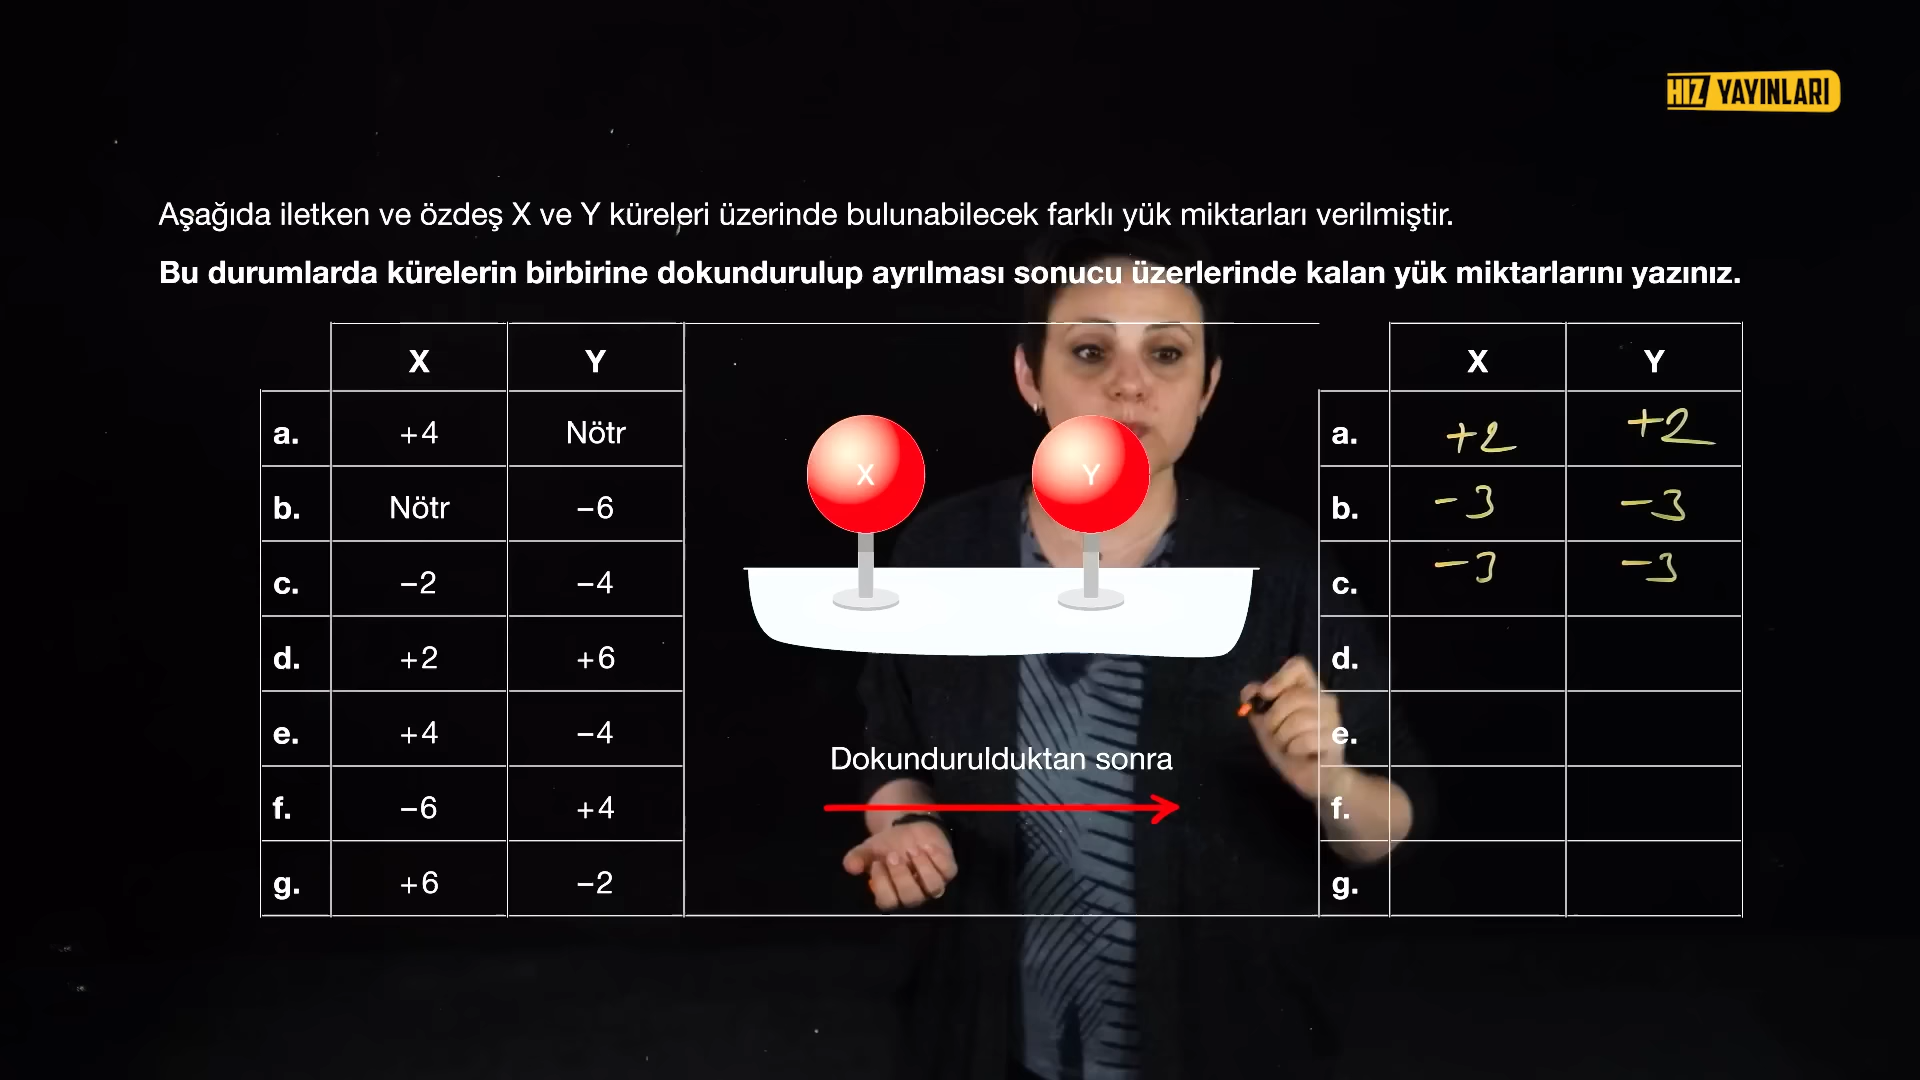 HIZ YAYINLARI
Aşağıda iletken ve özdeş X ve Y küreleri üzerinde bulunabilecek farklı yük miktarları verilmiştir.
Bu durumlarda kürelerin birbirine dokundurulup ayrılması sonucu üzerlerinde kalan yük miktarlarını yazınız.
X Y
a. +4 Nötr
b. Nötr −6
c. −2 −4
d. +2 +6
e. +4 −4
f. −6 +4
g. +6 −2
X Y
Dokundurulduktan sonra
X Y
a. +2 +2
b. −3 −3
c. −3 −3
d.
e.
f.
g.